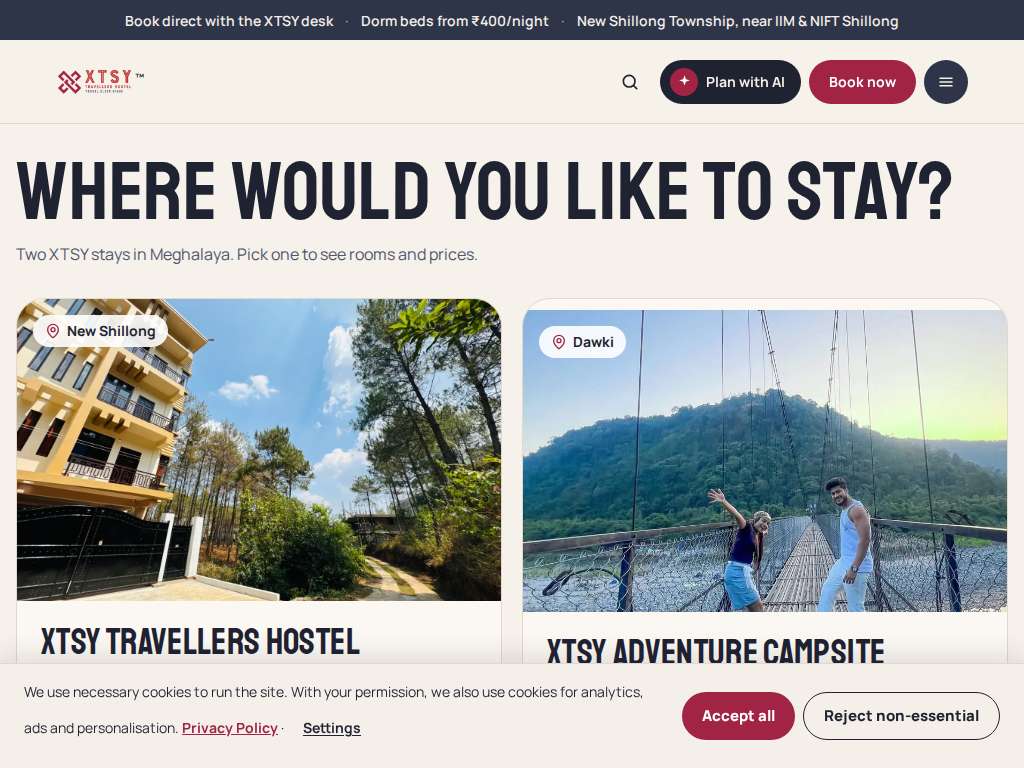 Book direct with the XTSY desk · Dorm beds from ₹400/night · New Shillong Township, near IIM & NIFT Shillong
XTSY™
TRAVELLERS HOSTEL
Plan with AI
Book now
WHERE WOULD YOU LIKE TO STAY?
Two XTSY stays in Meghalaya. Pick one to see rooms and prices.
New Shillong
Dawki
XTSY TRAVELLERS HOSTEL
XTSY ADVENTURE CAMPSITE
We use necessary cookies to run the site. With your permission, we also use cookies for analytics,
ads and personalisation. Privacy Policy · Settings
Accept all
Reject non-essential